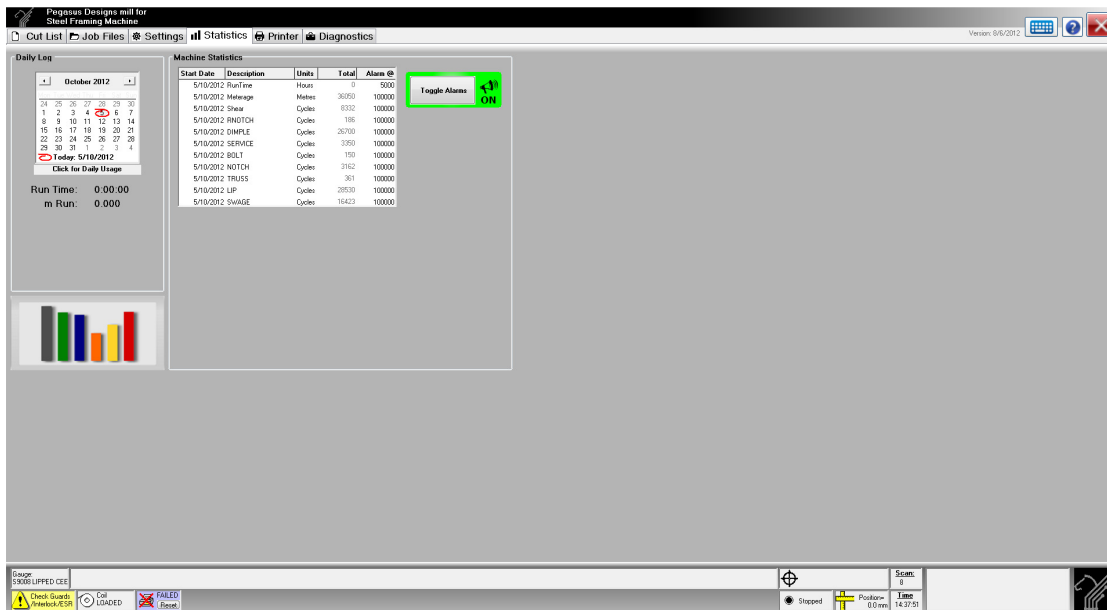 Pegasus Designs mill for
Steel Framing Machine
Cut List Job Files Settings Statistics Printer Diagnostics
Version: 8/6/2012
Daily Log
October 2012
24 25 26 27 28 29 30
1 2 3 4 5 6 7
8 9 10 11 12 13 14
15 16 17 18 19 20 21
22 23 24 25 26 27 28
29 30 31 1 2 3 4
Today: 5/10/2012
Click for Daily Usage
Run Time: 0:00:00
m Run: 0.000
Machine Statistics
Start Date Description Units Total Alarm @
5/10/2012 RunTime Hours 0 5000
5/10/2012 Meterage Metres 36050 100000
5/10/2012 Shear Cycles 8332 100000
5/10/2012 RNOTCH Cycles 186 100000
5/10/2012 DIMPLE Cycles 26700 100000
5/10/2012 SERVICE Cycles 3350 100000
5/10/2012 BOLT Cycles 150 100000
5/10/2012 NOTCH Cycles 3162 100000
5/10/2012 TRUSS Cycles 361 100000
5/10/2012 LIP Cycles 28530 100000
5/10/2012 SWAGE Cycles 16423 100000
Toggle Alarms
ON
Gauge:
S9008 LIPPED CEE
Check Guards
/Interlock/ESR
Coil
LOADED
FAILED
Reset
Stopped
Position=
0.0 mm
Scan:
8
Time
14:37:51